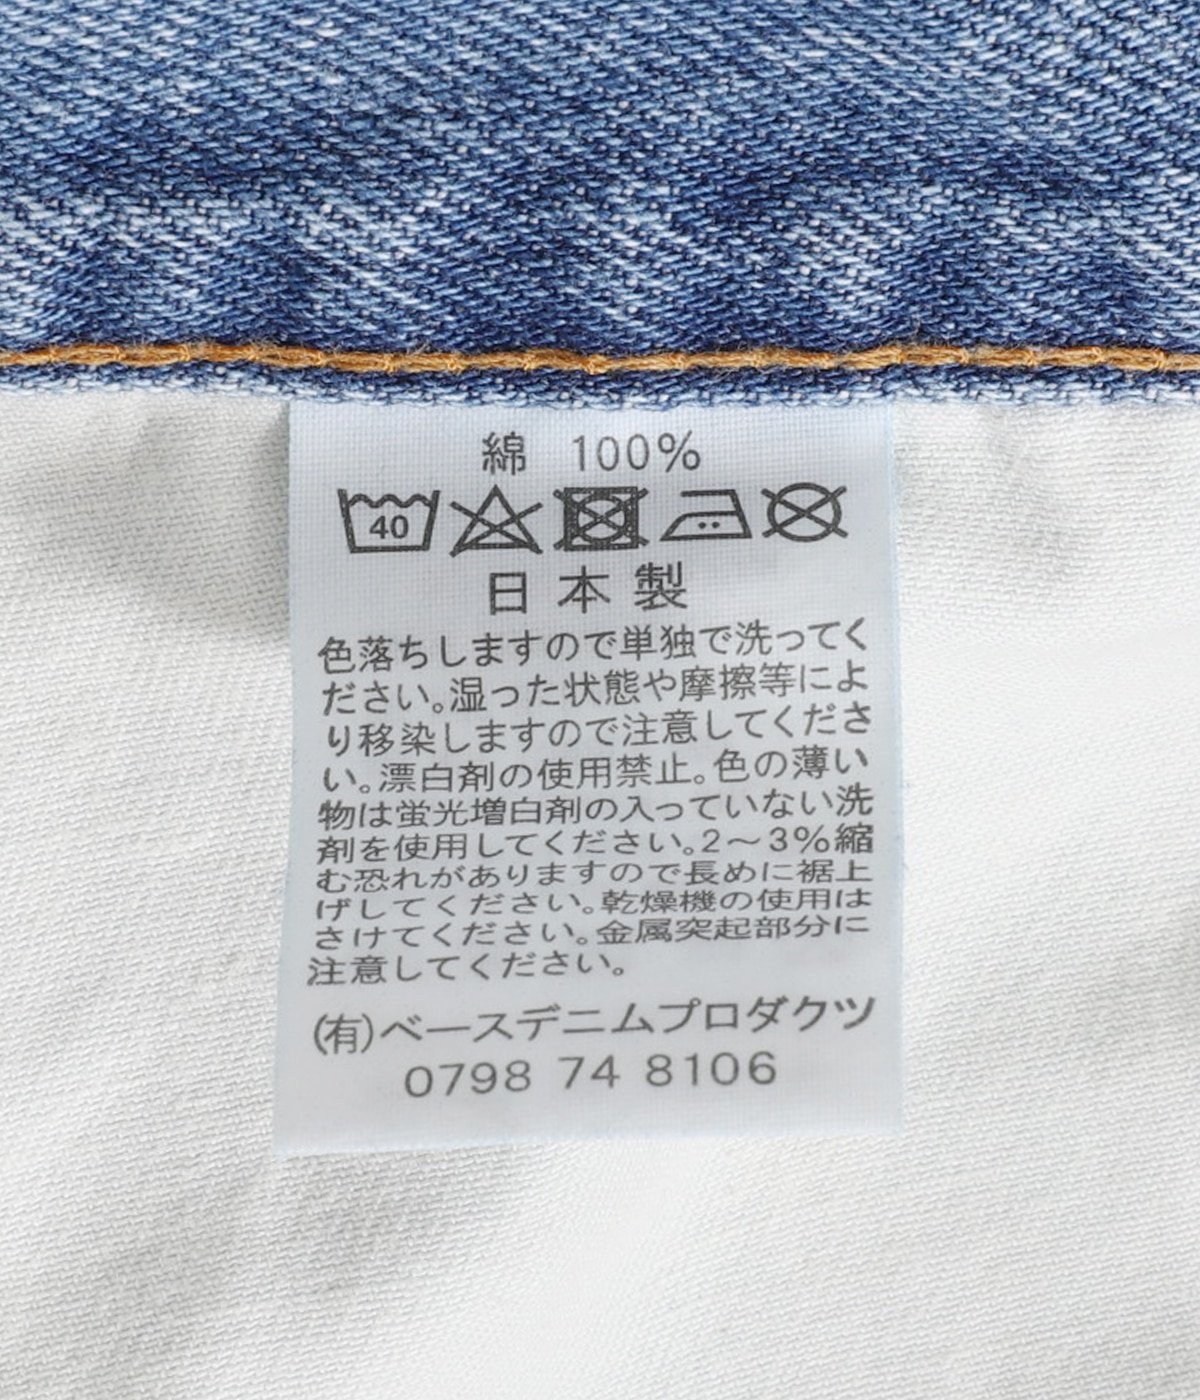 綿 100%
40
日本製
色落ちしますので単独で洗ってく
ださい。湿った状態や摩擦等によ
り移染しますので注意してくださ
い。漂白剤の使用禁止。色の薄い
物は蛍光増白剤の入っていない洗
剤を使用してください。2〜3%縮
む恐れがありますので長めに裾上
げしてください。乾燥機の使用は
さけてください。金属突起部分に
注意してください。
(有)ベースデニムプロダクツ
0798 74 8106